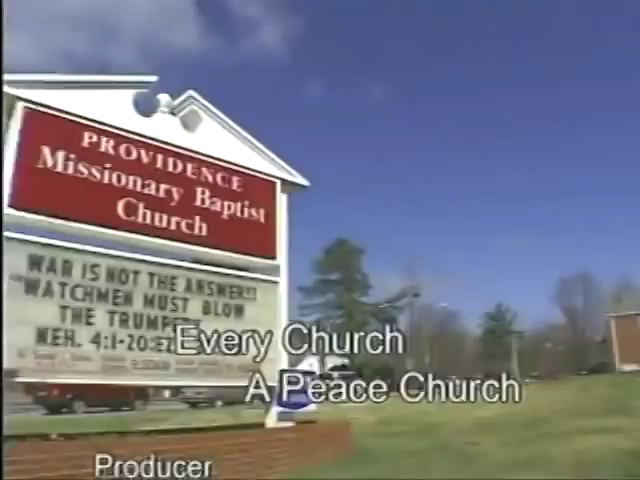 PROVIDENCE
Missionary Baptist
Church
WAR IS NOT THE ANSWER!
"WATCHMEN MUST BLOW
THE TRUMPET
NEH. 4:1-20
Every Church
A Peace Church
Producer